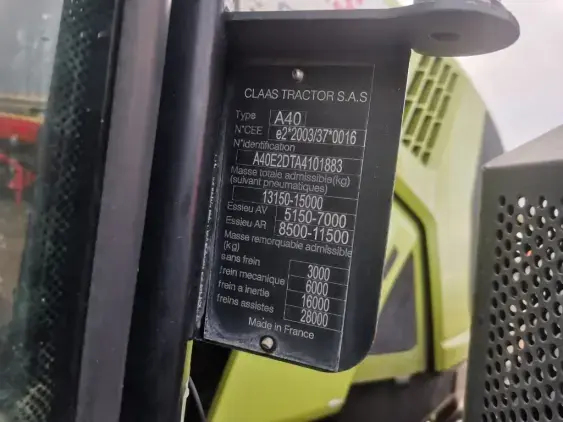 CLAAS TRACTOR S.A.S
Type A40
N°CEE e2*2003/37*0016
N°identification
A40E2DTA4101883
Masse totale admissible(kg)
(suivant pneumatiques)
13150-15000
Essieu AV 5150-7000
Essieu AR 8500-11500
Masse remorquable admissible
(kg)
sans frein 3000
frein mecanique 6000
frein a inertie 16000
freins assistes 28000
Made in France